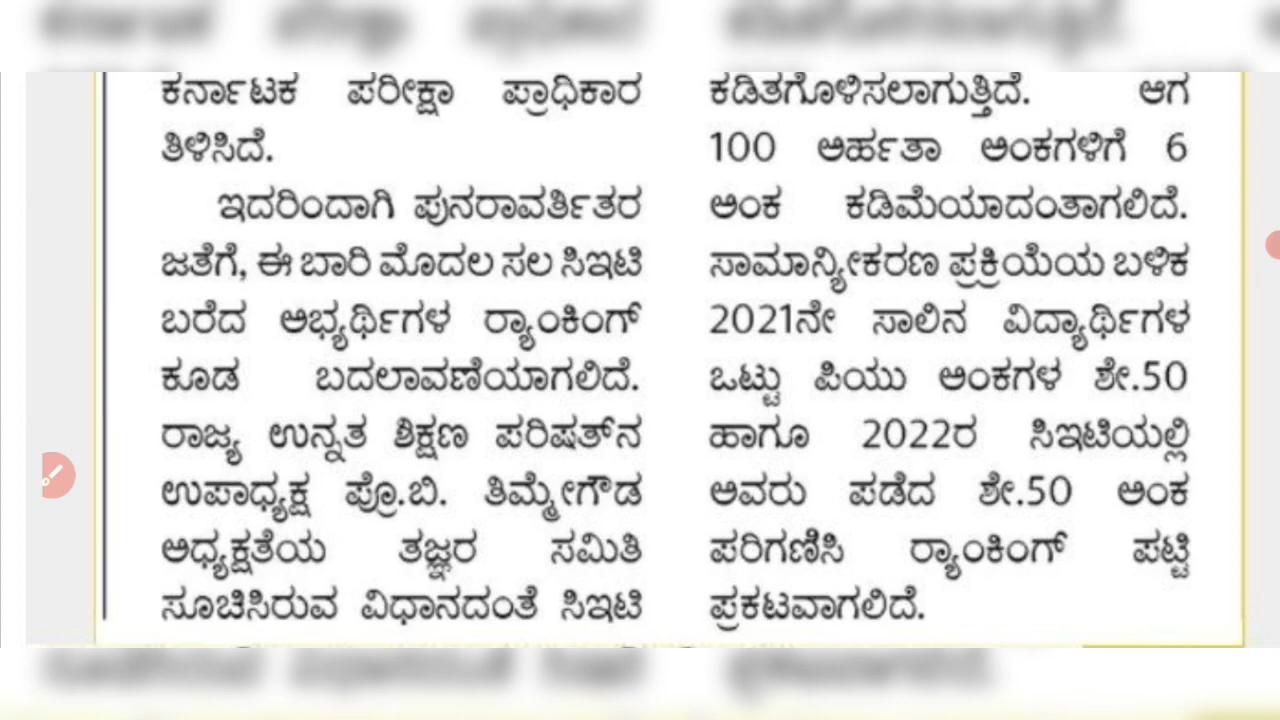 ಕರ್ನಾಟಕ ಪರೀಕ್ಷಾ ಪ್ರಾಧಿಕಾರ
ತಿಳಿಸಿದೆ.
ಇದರಿಂದಾಗಿ ಪುನರಾವರ್ತಿತರ
ಜತೆಗೆ, ಈ ಬಾರಿ ಮೊದಲ ಸಲ ಸಿಇಟಿ
ಬರೆದ ಅಭ್ಯರ್ಥಿಗಳ ರ‍್ಯಾಂಕಿಂಗ್
ಕೂಡ ಬದಲಾವಣೆಯಾಗಲಿದೆ.
ರಾಜ್ಯ ಉನ್ನತ ಶಿಕ್ಷಣ ಪರಿಷತ್‌ನ
ಉಪಾಧ್ಯಕ್ಷ ಪ್ರೊ.ಬಿ. ತಿಮ್ಮೇಗೌಡ
ಅಧ್ಯಕ್ಷತೆಯ ತಜ್ಞರ ಸಮಿತಿ
ಸೂಚಿಸಿರುವ ವಿಧಾನದಂತೆ ಸಿಇಟಿ
ಕಡಿತಗೊಳಿಸಲಾಗುತ್ತಿದೆ. ಆಗ
100 ಅರ್ಹತಾ ಅಂಕಗಳಿಗೆ 6
ಅಂಕ ಕಡಿಮೆಯಾದಂತಾಗಲಿದೆ.
ಸಾಮಾನ್ಯೀಕರಣ ಪ್ರಕ್ರಿಯೆಯ ಬಳಿಕ
2021ನೇ ಸಾಲಿನ ವಿದ್ಯಾರ್ಥಿಗಳ
ಒಟ್ಟು ಪಿಯು ಅಂಕಗಳ ಶೇ.50
ಹಾಗೂ 2022ರ ಸಿಇಟಿಯಲ್ಲಿ
ಅವರು ಪಡೆದ ಶೇ.50 ಅಂಕ
ಪರಿಗಣಿಸಿ ರ‍್ಯಾಂಕಿಂಗ್ ಪಟ್ಟಿ
ಪ್ರಕಟವಾಗಲಿದೆ.